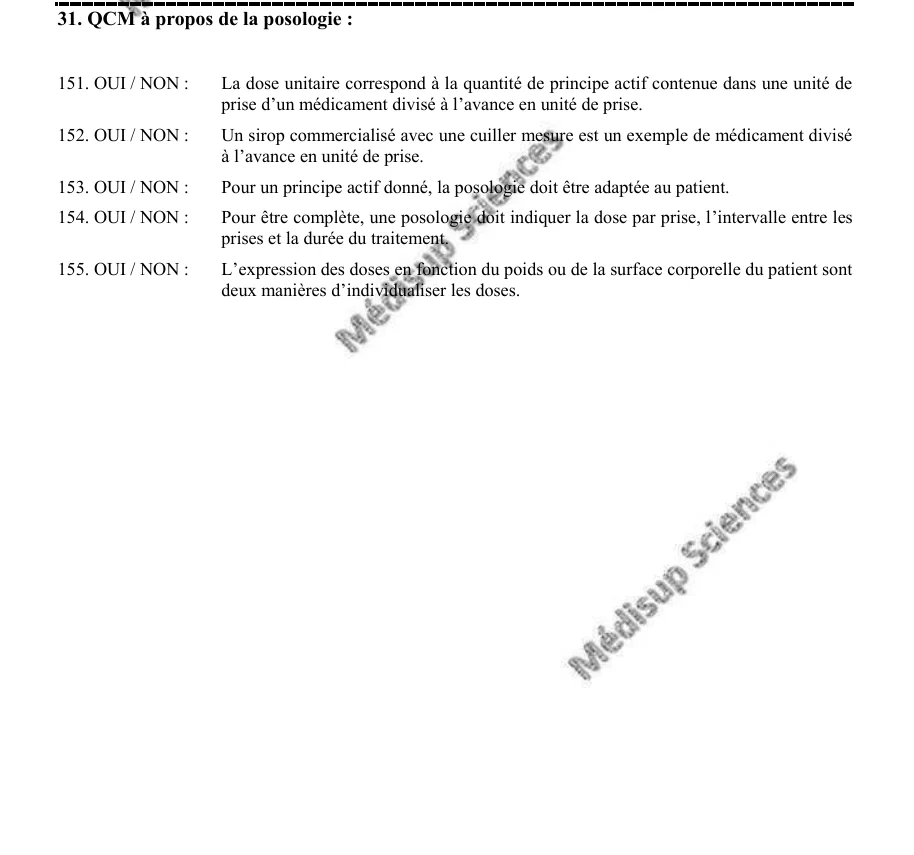 31. QCM à propos de la posologie :
151. OUI / NON : La dose unitaire correspond à la quantité de principe actif contenue dans une unité de
prise d’un médicament divisé à l’avance en unité de prise.
152. OUI / NON : Un sirop commercialisé avec une cuiller mesure est un exemple de médicament divisé
à l’avance en unité de prise.
153. OUI / NON : Pour un principe actif donné, la posologie doit être adaptée au patient.
154. OUI / NON : Pour être complète, une posologie doit indiquer la dose par prise, l’intervalle entre les
prises et la durée du traitement.
155. OUI / NON : L’expression des doses en fonction du poids ou de la surface corporelle du patient sont
deux manières d’individualiser les doses.
Médisup Sciences
Médisup Sciences